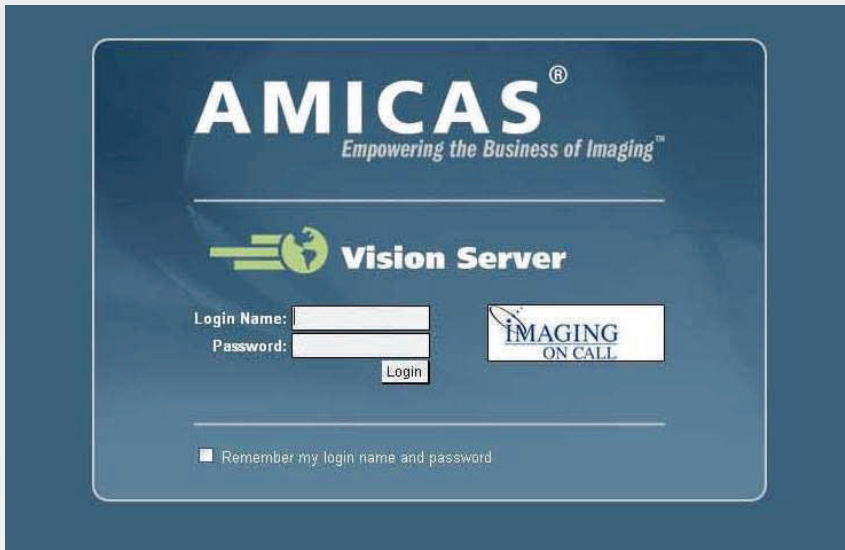 AMICAS®
Empowering the Business of Imaging™
Vision Server
Login Name:
Password:
Login
IMAGING
ON CALL
Remember my login name and password